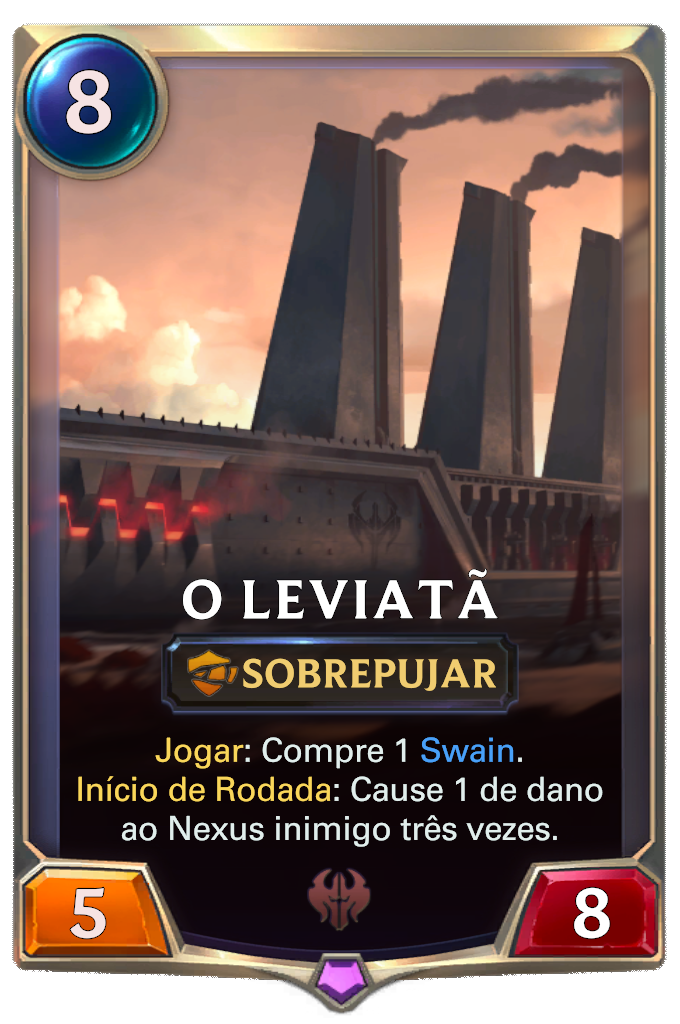 8
O LEVIATÃ
SOBREPUJAR
Jogar: Compre 1 Swain.
Início de Rodada: Cause 1 de dano
ao Nexus inimigo três vezes.
5
8